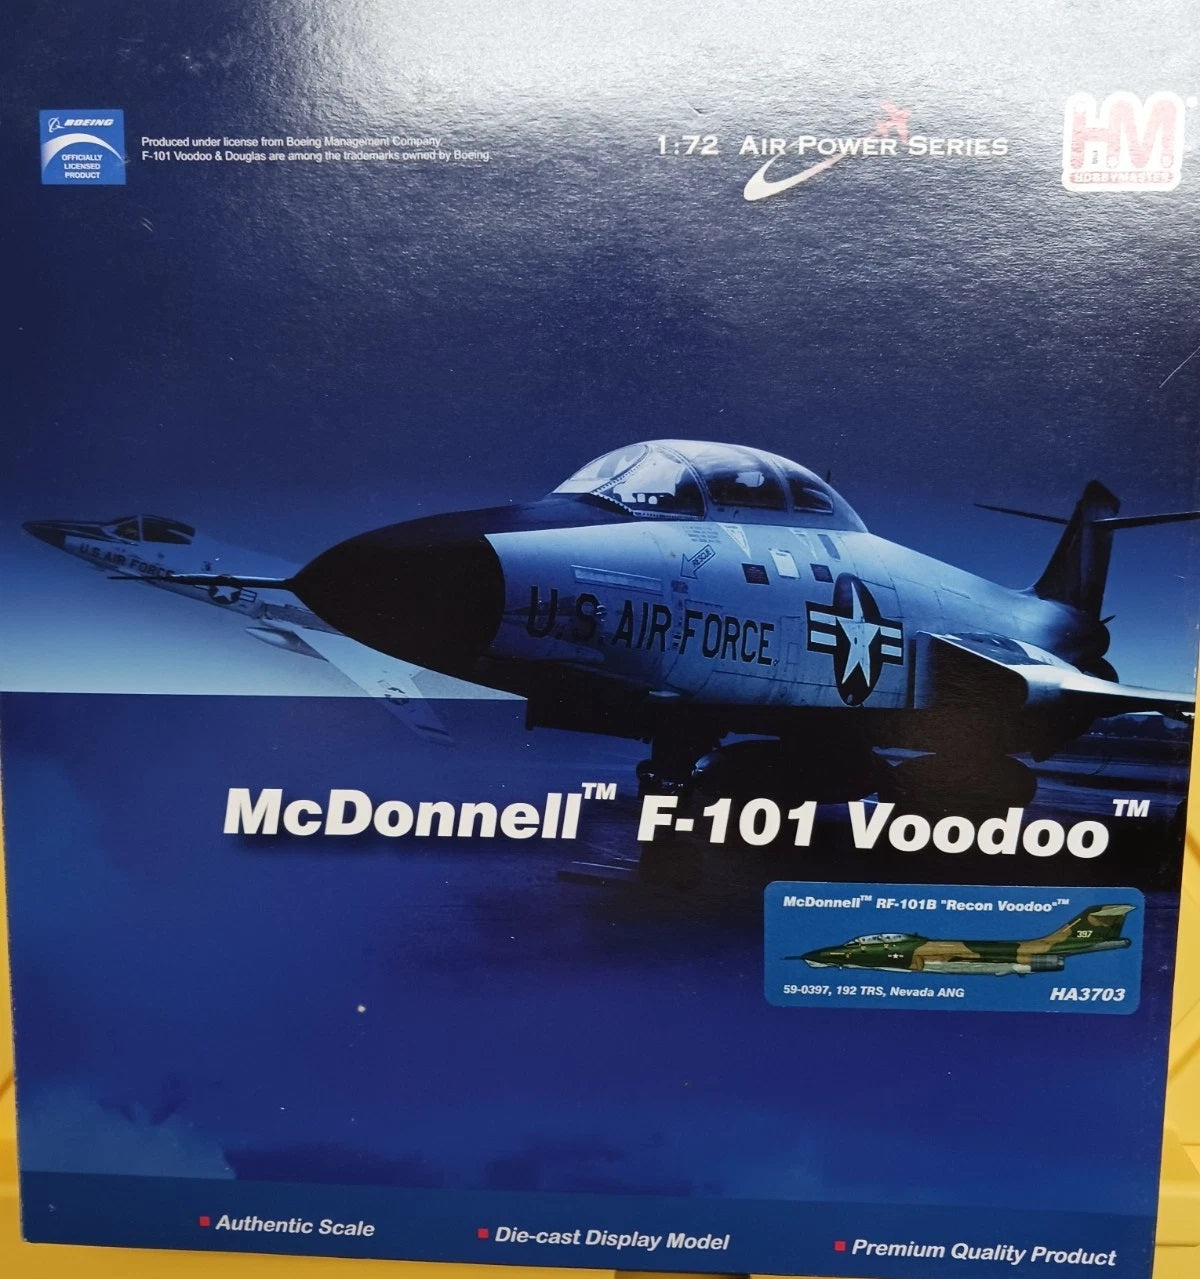 BOEING
OFFICIALLY
LICENSED
PRODUCT
Produced under license from Boeing Management Company.
F-101 Voodoo & Douglas are among the trademarks owned by Boeing
1:72 AIR POWER SERIES
H.M.
HOBBYMASTER
U.S. AIR FORCE
RESCUE
U.S. AIR FORCE
McDonnell™ F-101 Voodoo™
McDonnell™ RF-101B "Recon Voodoo"™
397
59-0397, 192 TRS, Nevada ANG
HA3703
Authentic Scale
Die-cast Display Model
Premium Quality Product